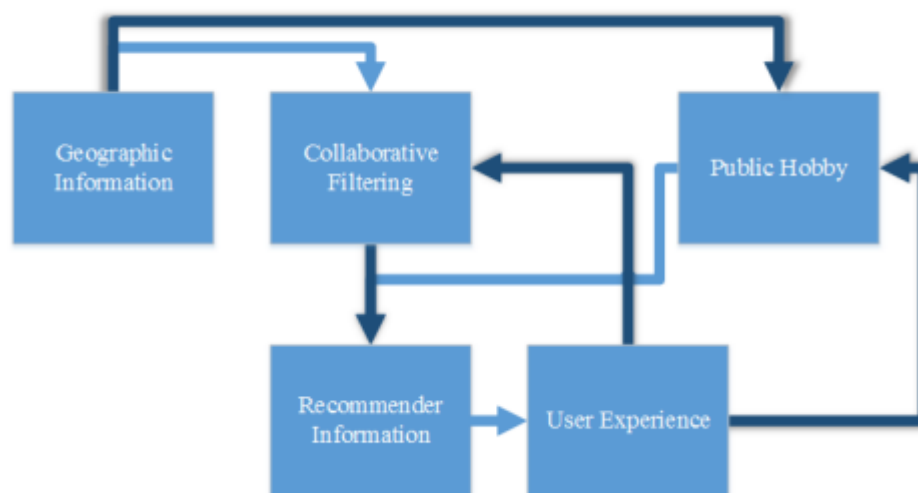 Geographic
Information
Collaborative
Filtering
Public Hobby
Recommender
Information
User Experience